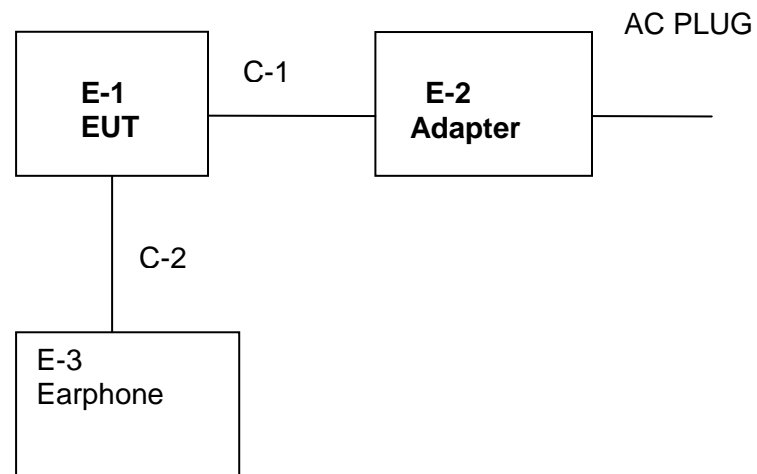 AC PLUG
C-1
E-1
EUT
E-2
Adapter
C-2
E-3
Earphone